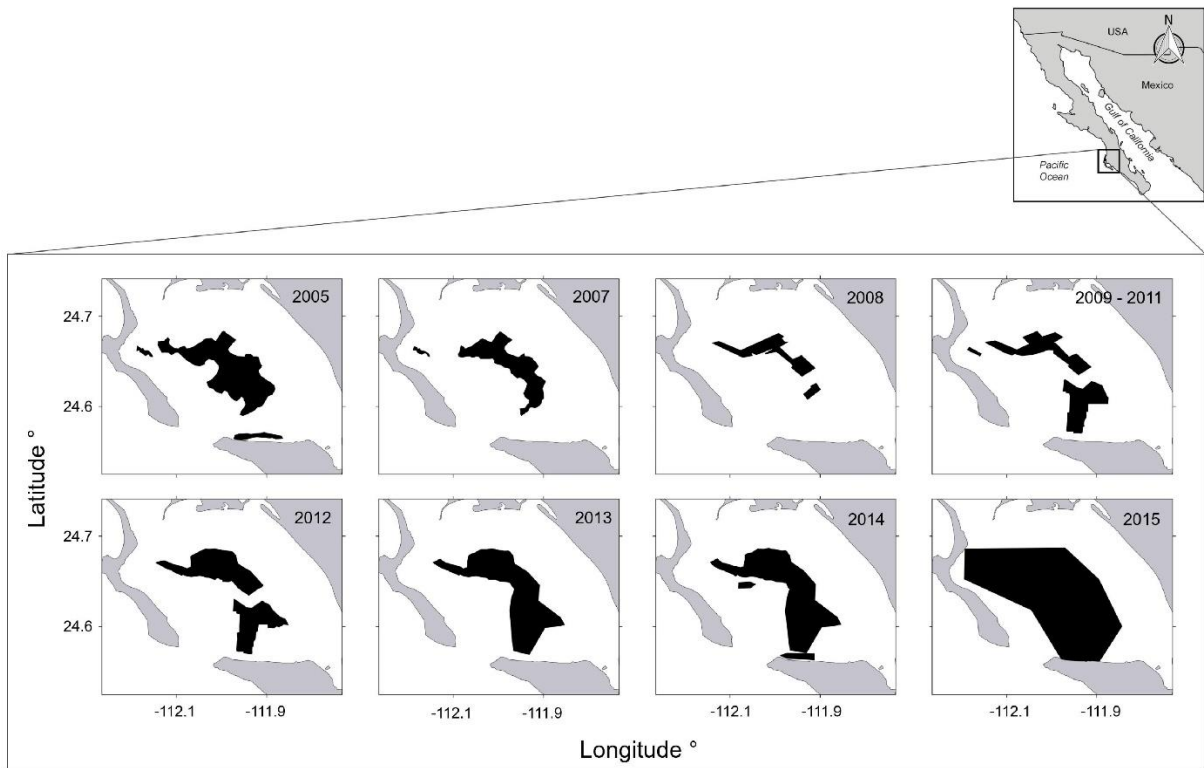 N
USA
Mexico
Gulf of California
Pacific
Ocean
2005
2007
2008
2009 - 2011
24.7
24.6
2012
2013
2014
2015
24.7
24.6
-112.1
-111.9
-112.1
-111.9
-112.1
-111.9
-112.1
-111.9
Latitude °
Longitude °